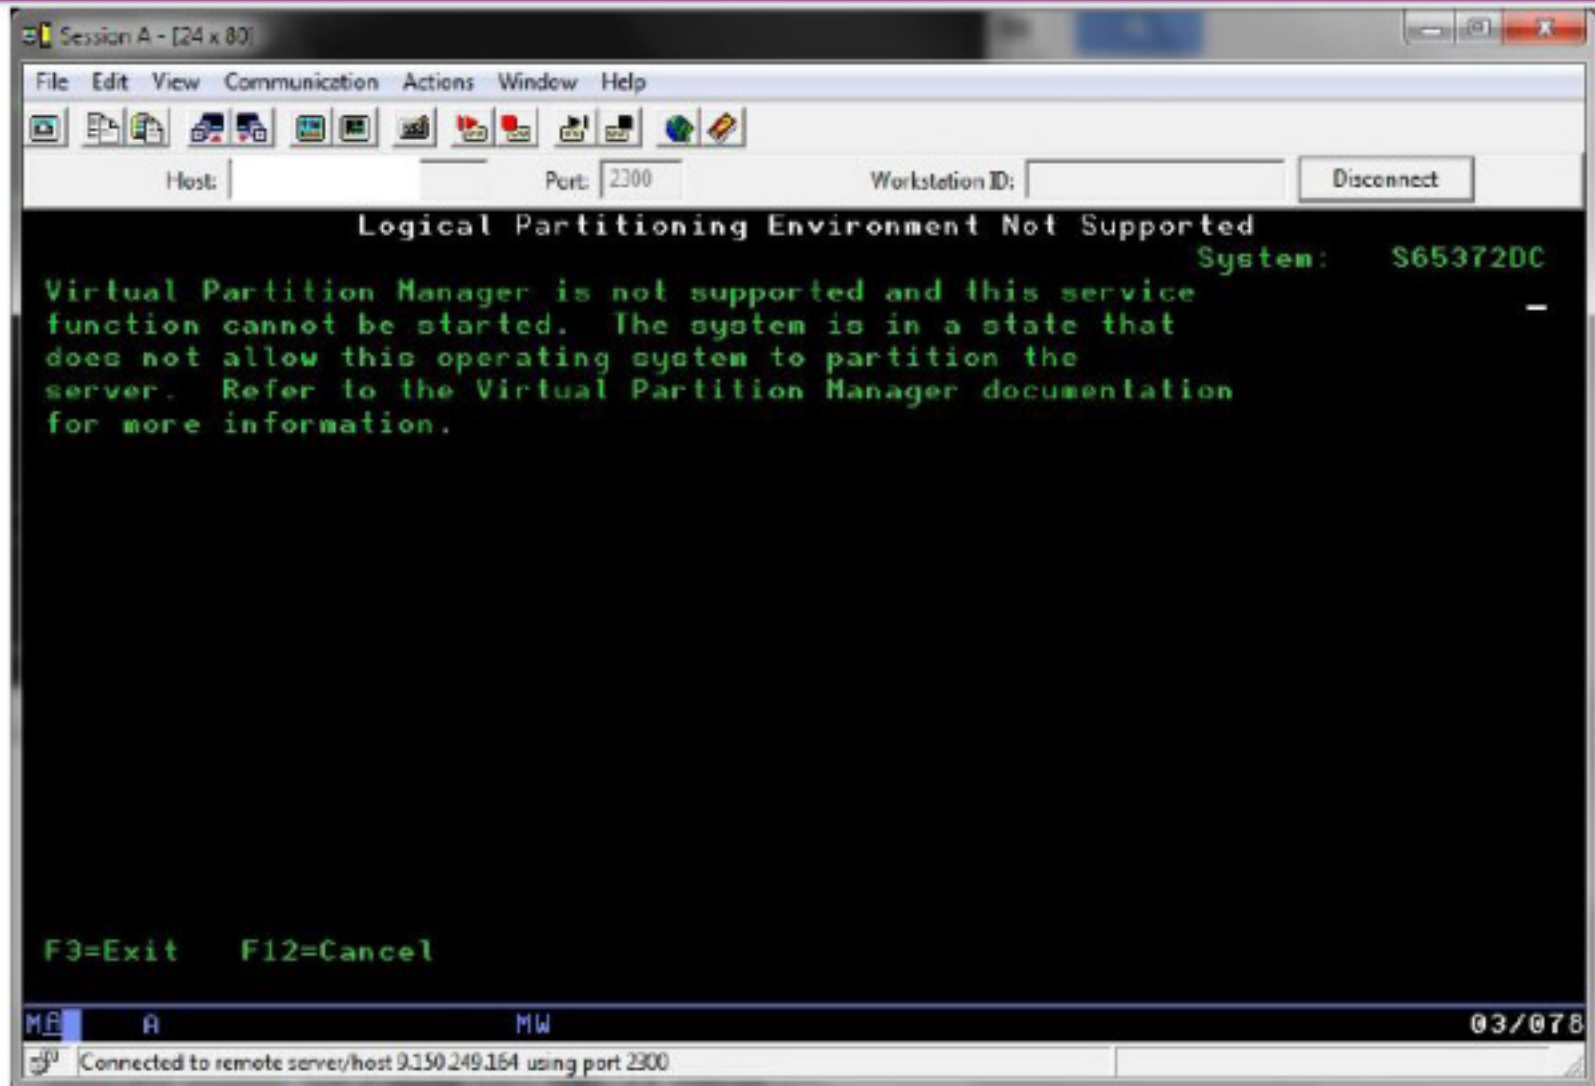 Session A - [24 x 80]
File Edit View Communication Actions Window Help
Host: Port: 2300 Workstation ID: Disconnect
Logical Partitioning Environment Not Supported
System: S65372DC
Virtual Partition Manager is not supported and this service
function cannot be started. The system is in a state that
does not allow this operating system to partition the
server. Refer to the Virtual Partition Manager documentation
for more information.
F3=Exit F12=Cancel
MA A MW 03/078
Connected to remote server/host 9.150.249.164 using port 2300